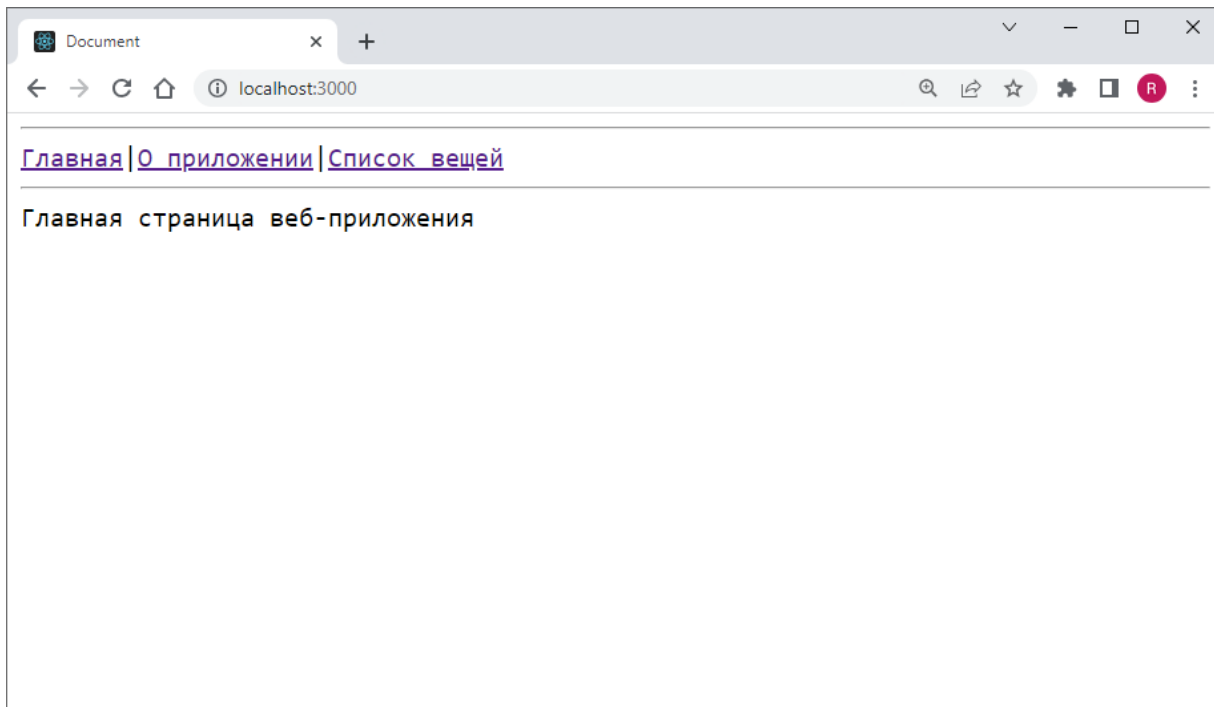 Document
localhost:3000
R
Главная|О приложении|Список вещей
Главная страница веб-приложения